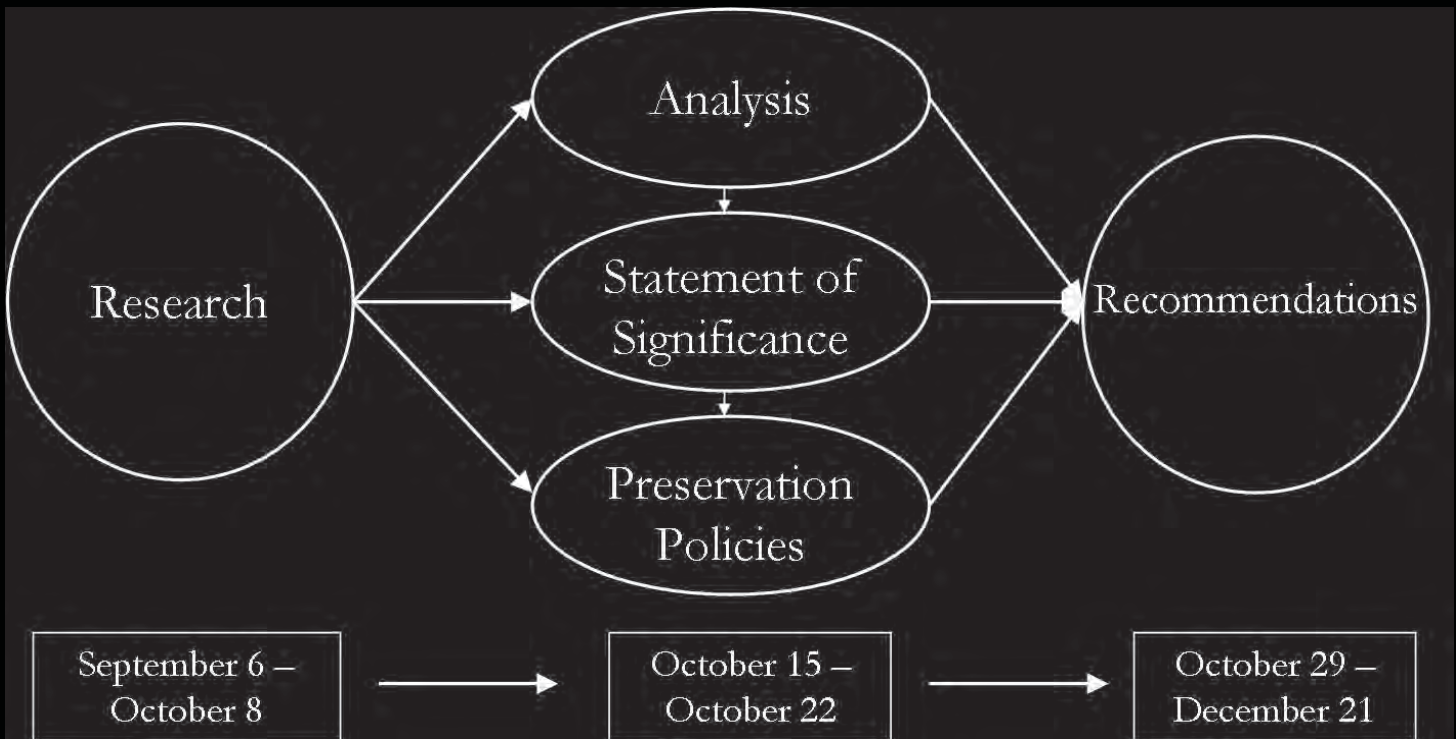 Analysis
Research
Statement of
Significance
Recommendations
Preservation
Policies
September 6 –
October 8
October 15 –
October 22
October 29 –
December 21